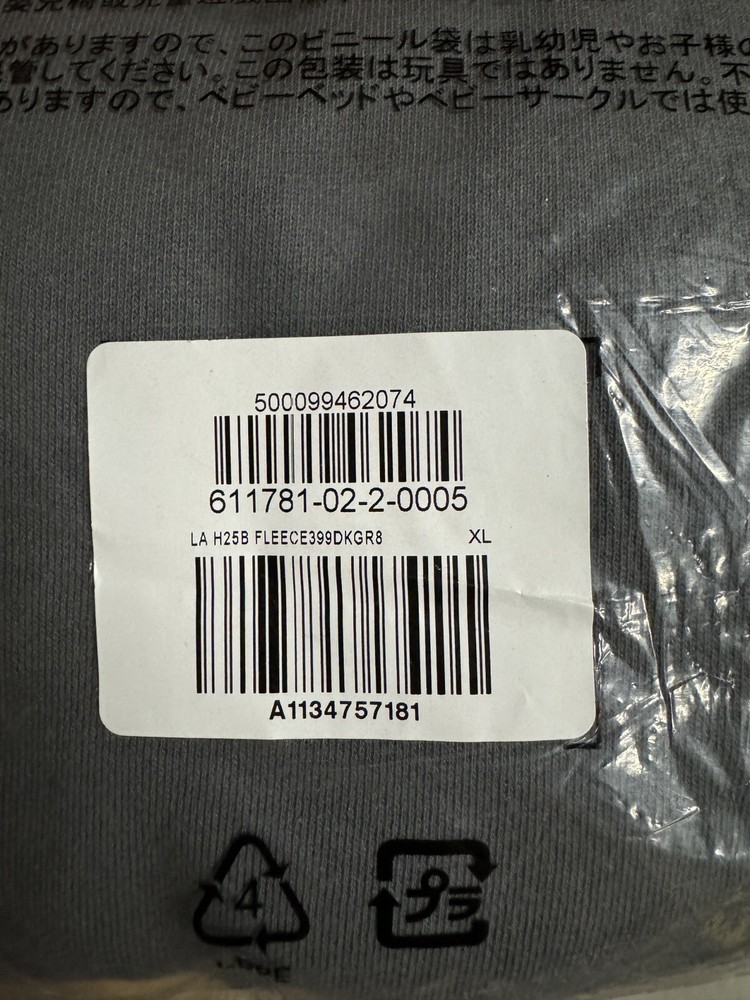 がありますので、このビニール袋は乳幼児やお子様の
管してください。この包装は玩具ではありません。不
ありますので、ベビーベッドやベビーサークルでは使
500099462074
611781-02-2-0005
LA H25B FLEECE399DKGR8 XL
A1134757181
4
プラ